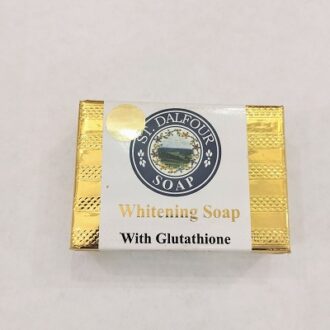 ST. DALFOUR
SOAP
Whitening Soap
With Glutathione